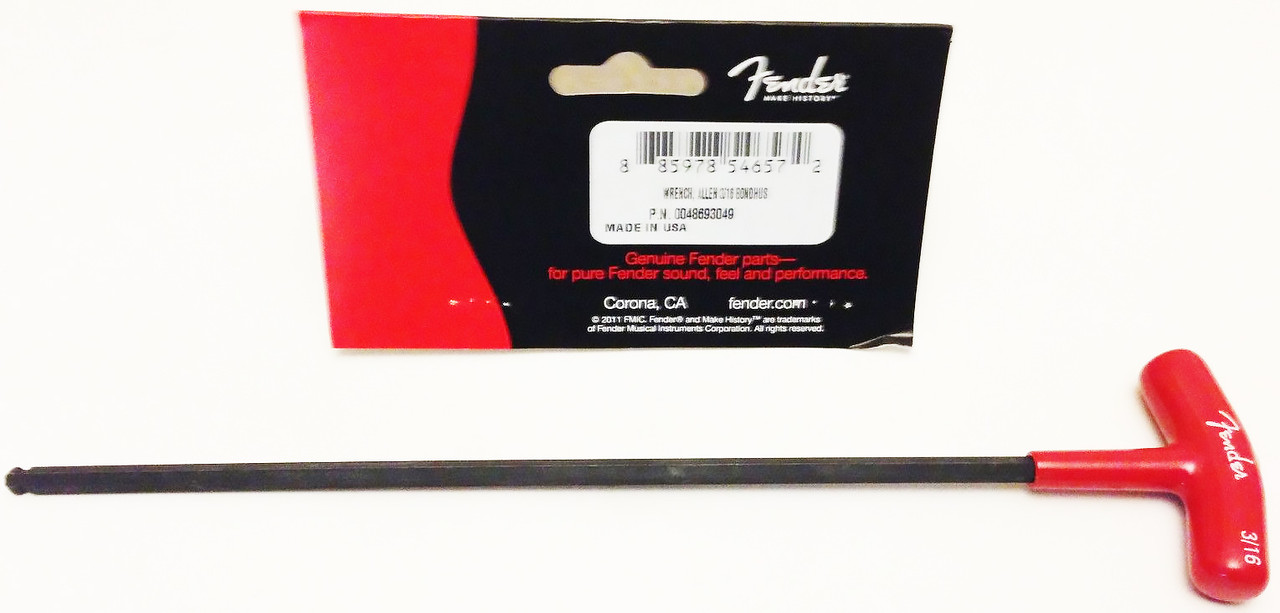 Fender
MAKE HISTORY™
8 85978 54657 2
WRENCH, ALLEN 3/16 BONDHUS
P.N. 0048693049
MADE IN USA
Genuine Fender parts—
for pure Fender sound, feel and performance.
Corona, CA fender.com
© 2011 FMIC. Fender® and Make History™ are trademarks
of Fender Musical Instruments Corporation. All rights reserved.
Fender
3/16